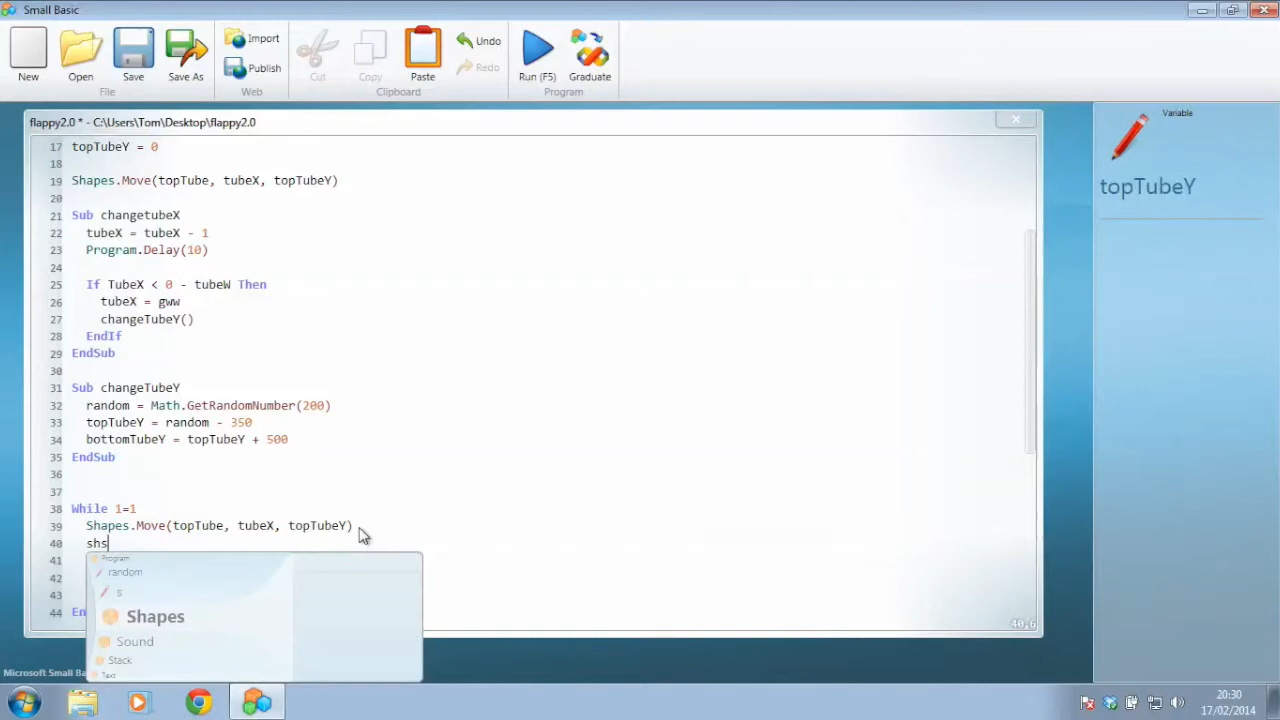 Small Basic
New
Open
Save
Save As
File
Import
Publish
Web
Cut
Copy
Paste
Undo
Redo
Clipboard
Run (F5)
Graduate
Program
flappy2.0 * - C:\Users\Tom\Desktop\flappy2.0
17 topTubeY = 0
18
19 Shapes.Move(topTube, tubeX, topTubeY)
20
21 Sub changetubeX
22 tubeX = tubeX - 1
23 Program.Delay(10)
24
25 If TubeX < 0 - tubeW Then
26 tubeX = gww
27 changeTubeY()
28 EndIf
29 EndSub
30
31 Sub changeTubeY
32 random = Math.GetRandomNumber(200)
33 topTubeY = random - 350
34 bottomTubeY = topTubeY + 500
35 EndSub
36
37
38 While 1=1
39 Shapes.Move(topTube, tubeX, topTubeY)
40 shs
41
42
43
44 En
Program
random
s
Shapes
Sound
Stack
Text
40,6
Variable
topTubeY
Microsoft Small Ba
20:30
17/02/2014